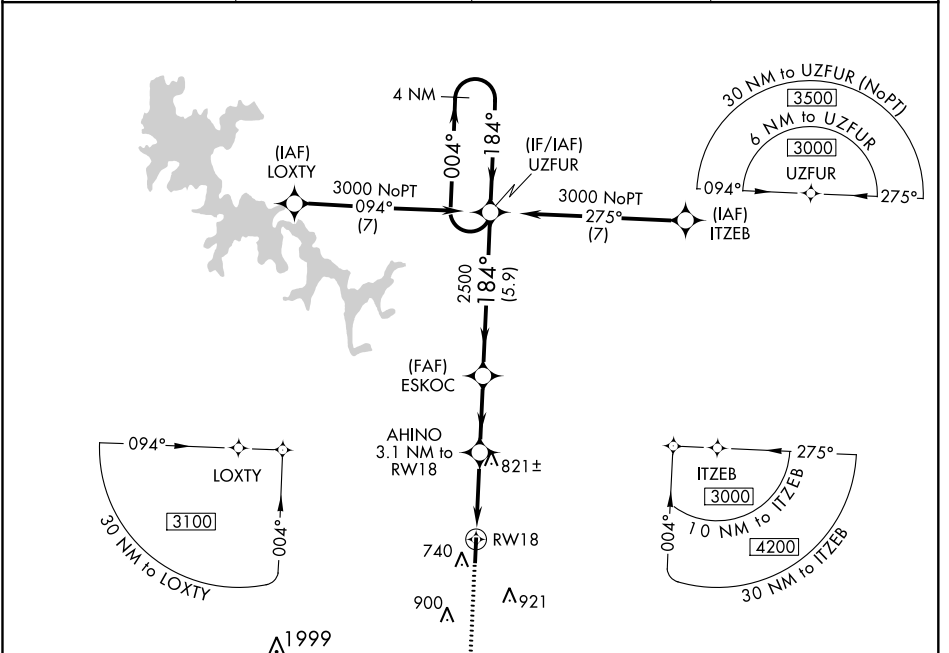 30 NM to UZFUR (NoPT)
3500
6 NM to UZFUR
3000
UZFUR
094°
275°
4 NM
004°
184°
(IF/IAF)
UZFUR
(IAF)
LOXTY
3000 NoPT
094°
(7)
3000 NoPT
275°
(7)
(IAF)
ITZEB
2500
184°
(5.9)
(FAF)
ESKOC
AHINO
3.1 NM to
RW18
821±
094°
LOXTY
3100
004°
30 NM to LOXTY
275°
ITZEB
3000
10 NM to ITZEB
004°
4200
30 NM to ITZEB
RW18
740
900
921
1999